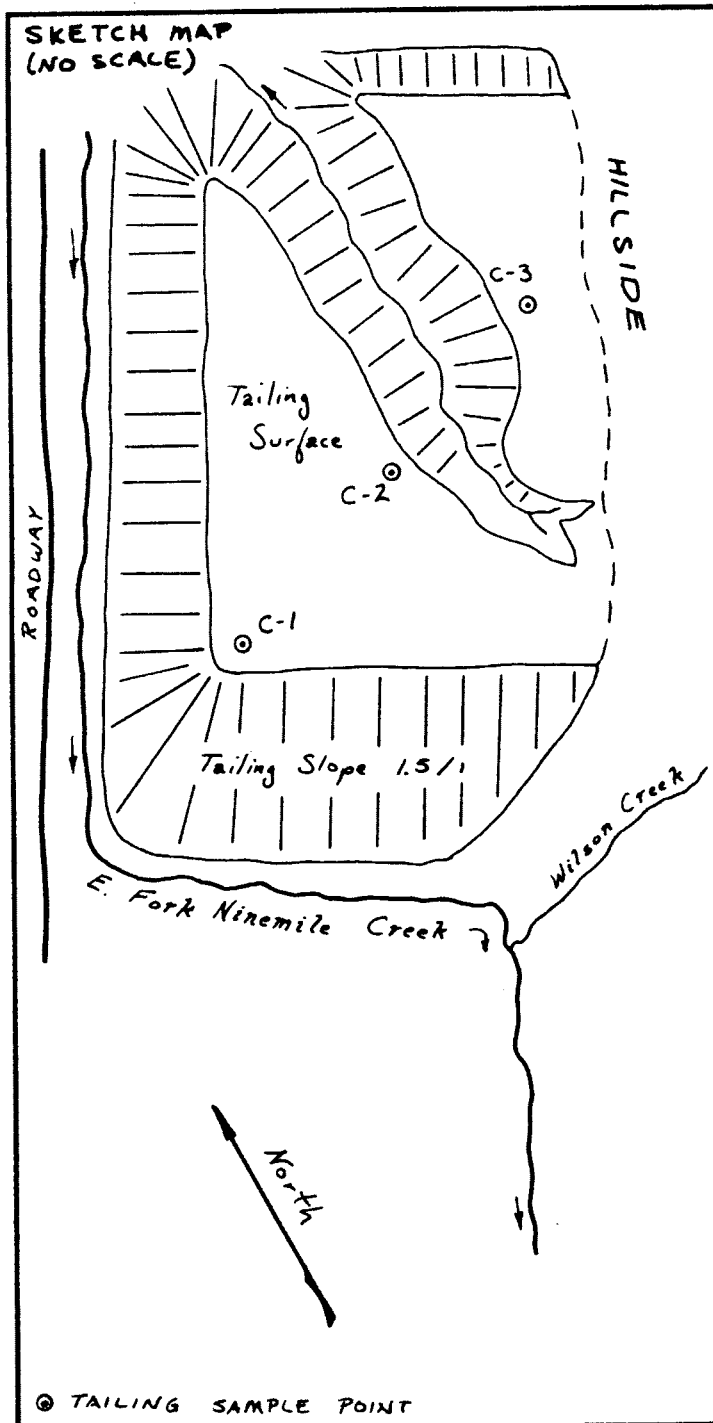 SKETCH MAP
(NO SCALE)
HILLSIDE
C-3
Tailing
Surface
C-2
ROADWAY
C-1
Tailing Slope 1.5/1
Wilson Creek
E. Fork Ninemile Creek
North
TAILING SAMPLE POINT